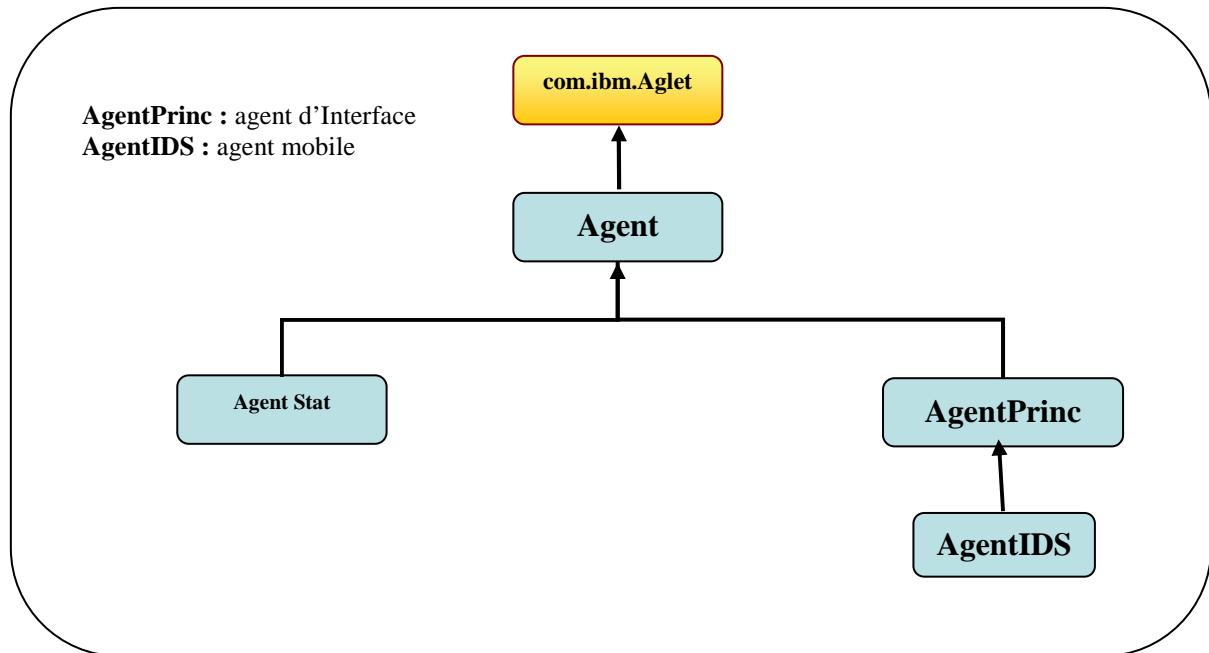 com.ibm.Aglet
AgentPrinc : agent d’Interface
AgentIDS : agent mobile
Agent
Agent Stat
AgentPrinc
AgentIDS